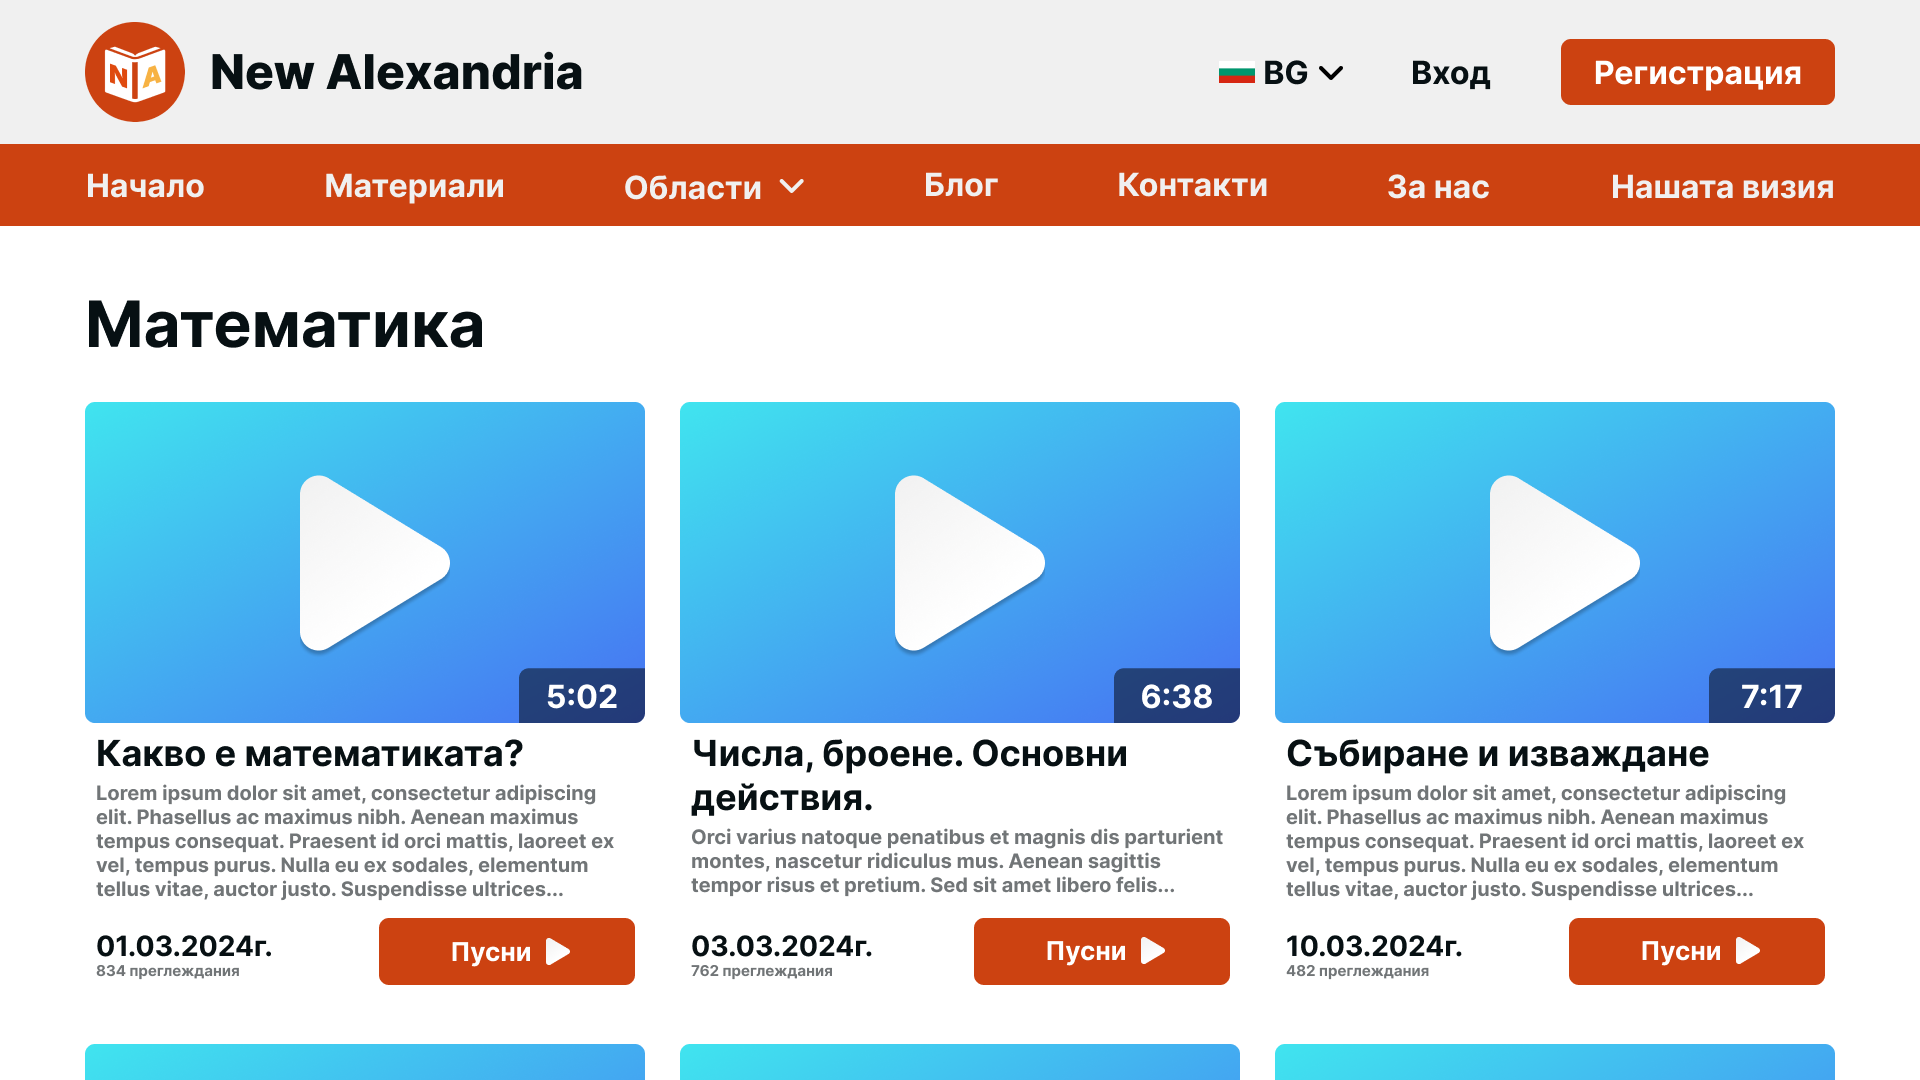 NA
New Alexandria
BG
Вход
Регистрация
Начало
Материали
Области
Блог
Контакти
За нас
Нашата визия
Математика
5:02
Какво е математиката?
Lorem ipsum dolor sit amet, consectetur adipiscing
elit. Phasellus ac maximus nibh. Aenean maximus
tempus consequat. Praesent id orci mattis, laoreet ex
vel, tempus purus. Nulla eu ex sodales, elementum
tellus vitae, auctor justo. Suspendisse ultrices...
01.03.2024г.
834 преглеждания
Пусни
6:38
Числа, броене. Основни
действия.
Orci varius natoque penatibus et magnis dis parturient
montes, nascetur ridiculus mus. Aenean sagittis
tempor risus et pretium. Sed sit amet libero felis...
03.03.2024г.
762 преглеждания
Пусни
7:17
Събиране и изваждане
Lorem ipsum dolor sit amet, consectetur adipiscing
elit. Phasellus ac maximus nibh. Aenean maximus
tempus consequat. Praesent id orci mattis, laoreet ex
vel, tempus purus. Nulla eu ex sodales, elementum
tellus vitae, auctor justo. Suspendisse ultrices...
10.03.2024г.
482 преглеждания
Пусни